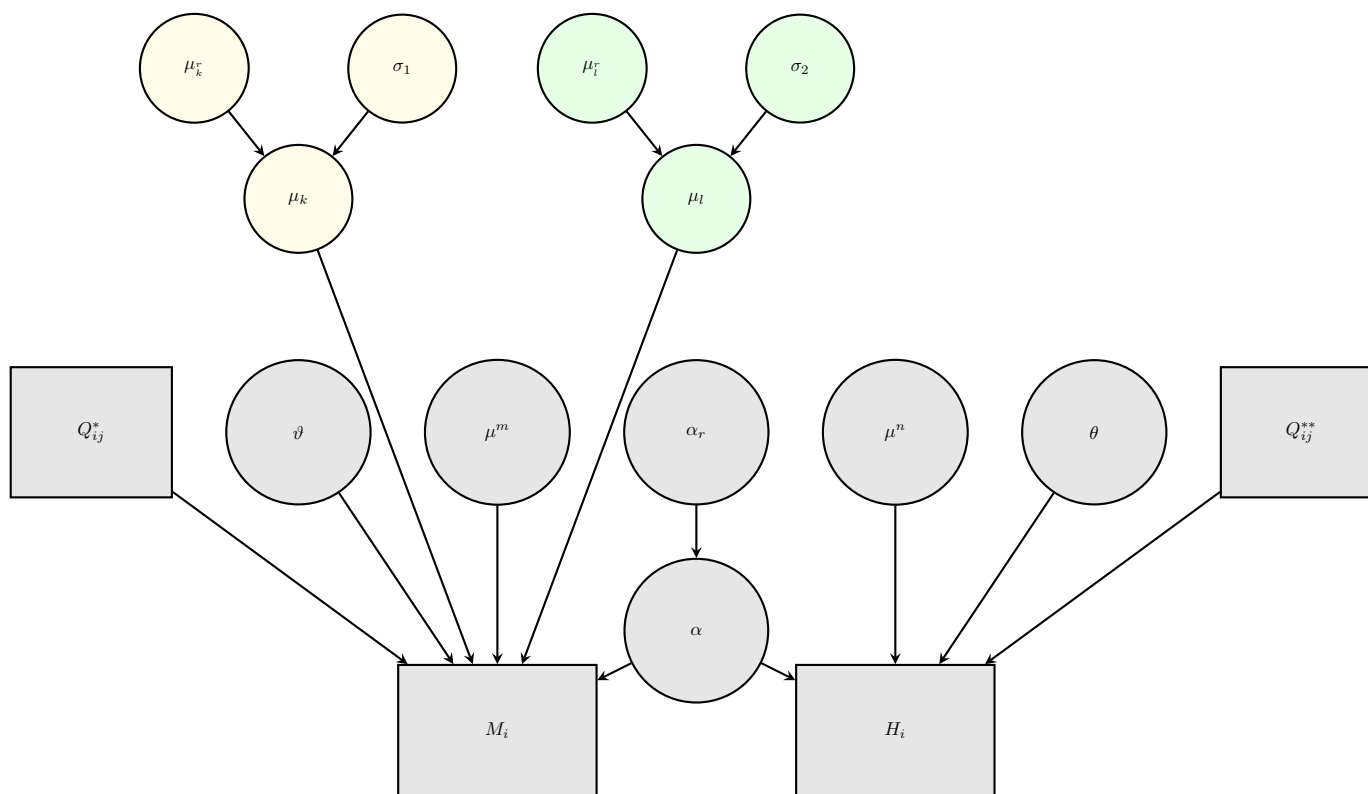 μ_k^r σ_1 μ_l^r σ_2
μ_k μ_l
Q_{ij}^* ϑ μ^m α_r μ^n θ Q_{ij}^{**}
α
M_i H_i